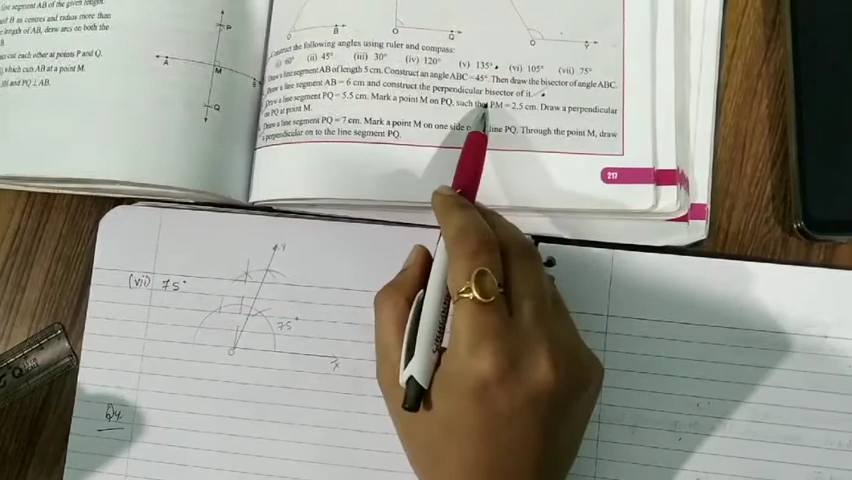 line segment AB of the given length.
B as centres and radius more than
length of AB, draw arcs on both the
cut each other at points P and Q.
which cuts AB at a point M.
and PQ ⊥ AB.
P
A
M
Q
O
B
O
Q
O
Y
Construct the following angles using ruler and compass:
(i) 60° (ii) 45° (iii) 30° (iv) 120° (v) 135° (vi) 105° (vii) 75°
Draw a line segment AB of length 5 cm. Construct an angle ABC = 45°. Then draw the bisector of angle ABC.
Draw a line segment AB = 6 cm and construct the perpendicular bisector of it.
Draw a line segment PQ = 5.5 cm. Mark a point M on PQ, such that PM = 2.5 cm. Draw a perpendicular
on PQ at point M.
Draw a line segment PQ = 7 cm. Mark a point M on one side line PQ. Through the point M, draw
a perpendicular on to the line segment PQ.
217
(vii) 75°
Y
75°
O
X
Q4